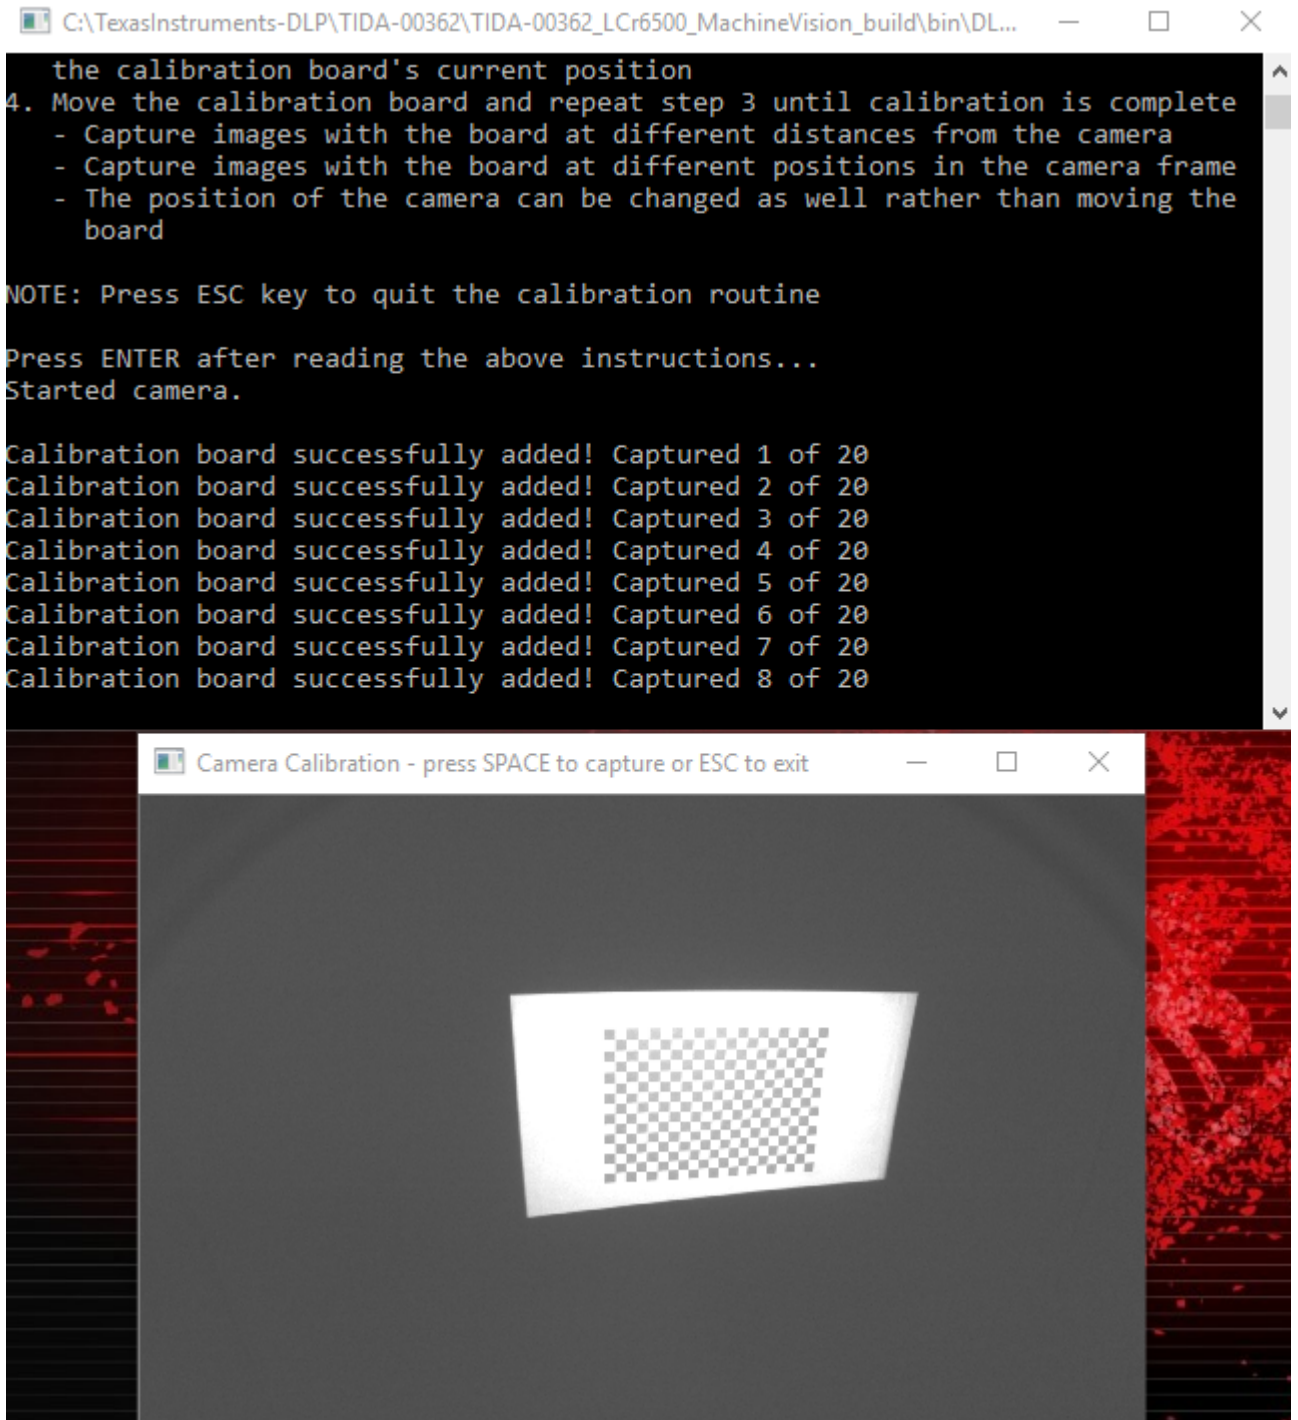 C:\TexasInstruments-DLP\TIDA-00362\TIDA-00362_LCr6500_MachineVision_build\bin\DL...
the calibration board's current position
4. Move the calibration board and repeat step 3 until calibration is complete
- Capture images with the board at different distances from the camera
- Capture images with the board at different positions in the camera frame
- The position of the camera can be changed as well rather than moving the
board
NOTE: Press ESC key to quit the calibration routine
Press ENTER after reading the above instructions...
Started camera.
Calibration board successfully added! Captured 1 of 20
Calibration board successfully added! Captured 2 of 20
Calibration board successfully added! Captured 3 of 20
Calibration board successfully added! Captured 4 of 20
Calibration board successfully added! Captured 5 of 20
Calibration board successfully added! Captured 6 of 20
Calibration board successfully added! Captured 7 of 20
Calibration board successfully added! Captured 8 of 20
Camera Calibration - press SPACE to capture or ESC to exit